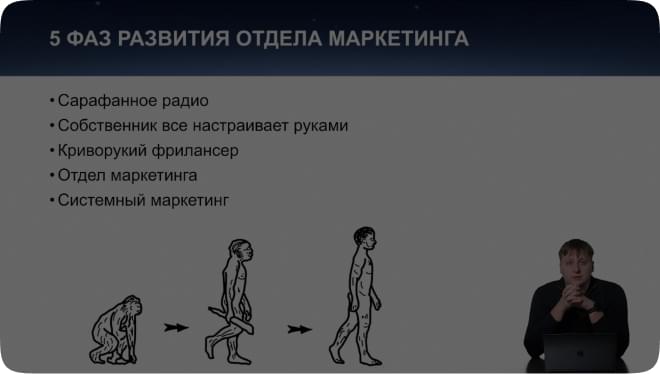 5 ФАЗ РАЗВИТИЯ ОТДЕЛА МАРКЕТИНГА
• Сарафанное радио
• Собственник все настраивает руками
• Криворукий фрилансер
• Отдел маркетинга
• Системный маркетинг